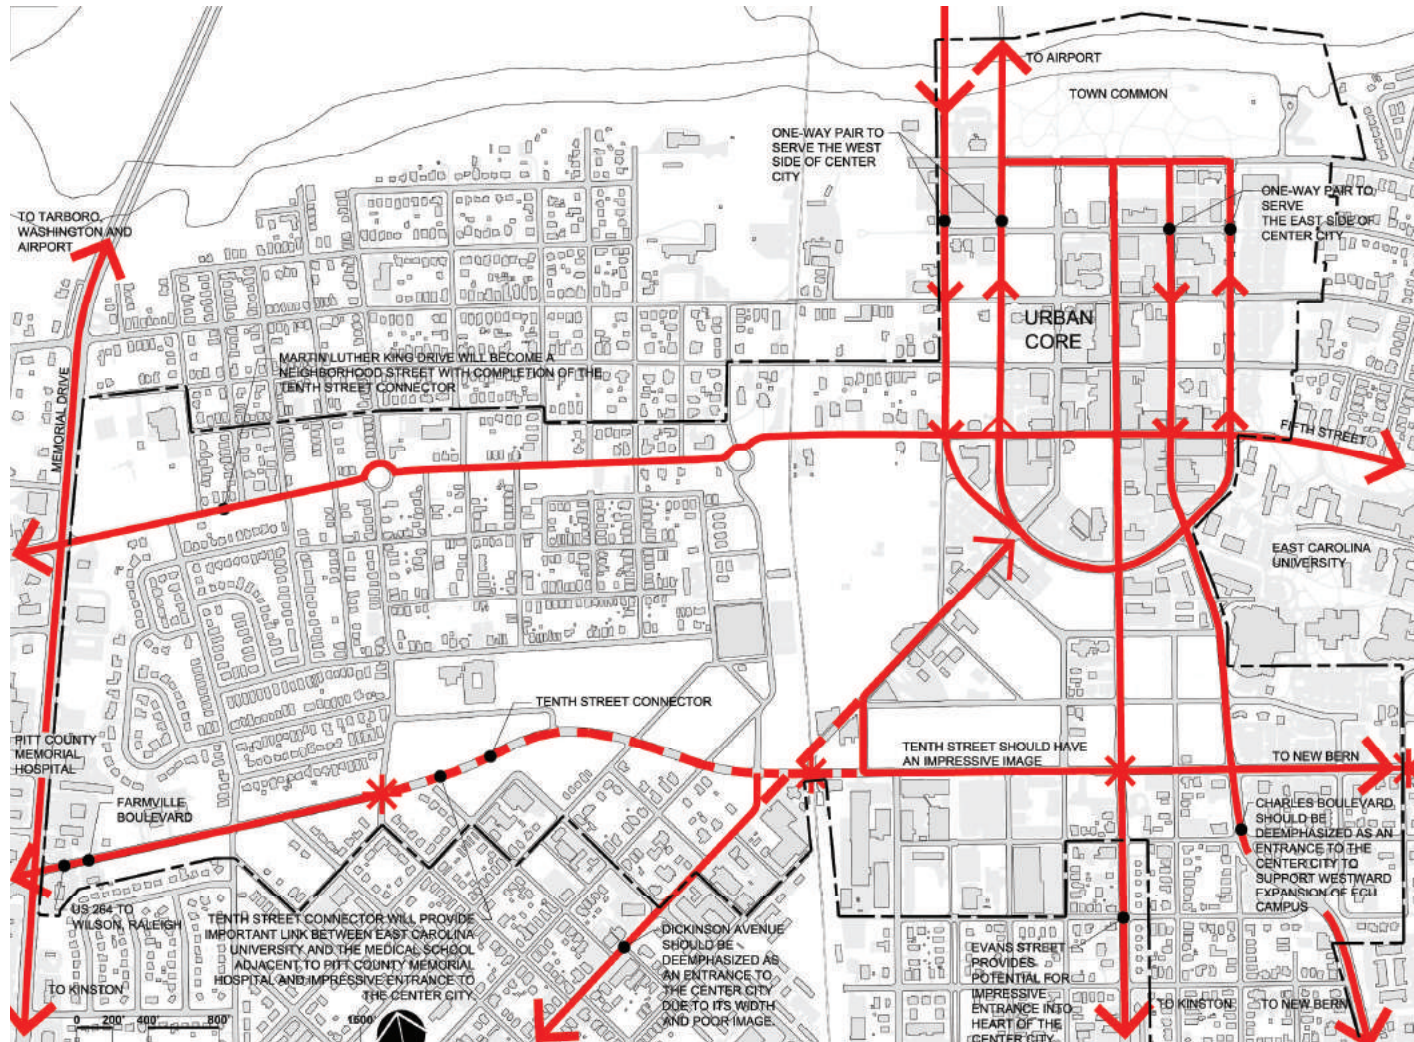 TO AIRPORT
TOWN COMMON
ONE-WAY PAIR TO
SERVE THE WEST
SIDE OF CENTER
CITY
ONE-WAY PAIR TO
SERVE
THE EAST SIDE OF
CENTER CITY
TO TARBORO,
WASHINGTON AND
AIRPORT
URBAN
CORE
MARTIN LUTHER KING DRIVE WILL BECOME A
NEIGHBORHOOD STREET WITH COMPLETION OF THE
TENTH STREET CONNECTOR
MEMORIAL DRIVE
FIFTH STREET
EAST CAROLINA
UNIVERSITY
TENTH STREET CONNECTOR
PITT COUNTY
MEMORIAL
HOSPITAL
TENTH STREET SHOULD HAVE
AN IMPRESSIVE IMAGE
TO NEW BERN
FARMVILLE
BOULEVARD
CHARLES BOULEVARD
SHOULD BE
DEEMPHASIZED AS AN
ENTRANCE TO THE
CENTER CITY TO
SUPPORT WESTWARD
EXPANSION OF ECU
CAMPUS
US 264 TO
WILSON, RALEIGH
TENTH STREET CONNECTOR WILL PROVIDE
IMPORTANT LINK BETWEEN EAST CAROLINA
UNIVERSITY AND THE MEDICAL SCHOOL
ADJACENT TO PITT COUNTY MEMORIAL
HOSPITAL AND IMPRESSIVE ENTRANCE TO
THE CENTER CITY
DICKINSON AVENUE
SHOULD BE
DEEMPHASIZED AS
AN ENTRANCE TO
THE CENTER CITY
DUE TO ITS WIDTH
AND POOR IMAGE.
EVANS STREET
PROVIDES
POTENTIAL FOR
IMPRESSIVE
ENTRANCE INTO
HEART OF THE
CENTER CITY
TO KINSTON
TO KINSTON
TO NEW BERN
0 200' 400' 800' 1600'